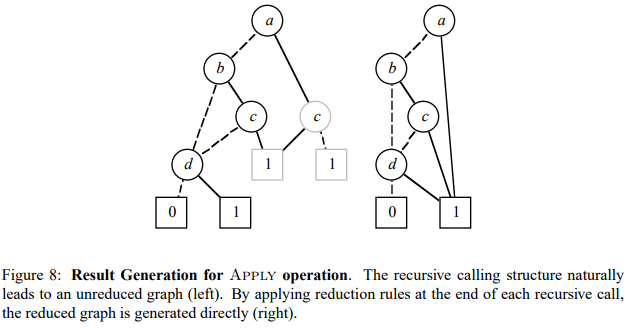 a
a
b
b
c
c
c
d
1
1
d
0
1
0
1
Figure 8: Result Generation for APPLY operation. The recursive calling structure naturally
leads to an unreduced graph (left). By applying reduction rules at the end of each recursive call,
the reduced graph is generated directly (right).